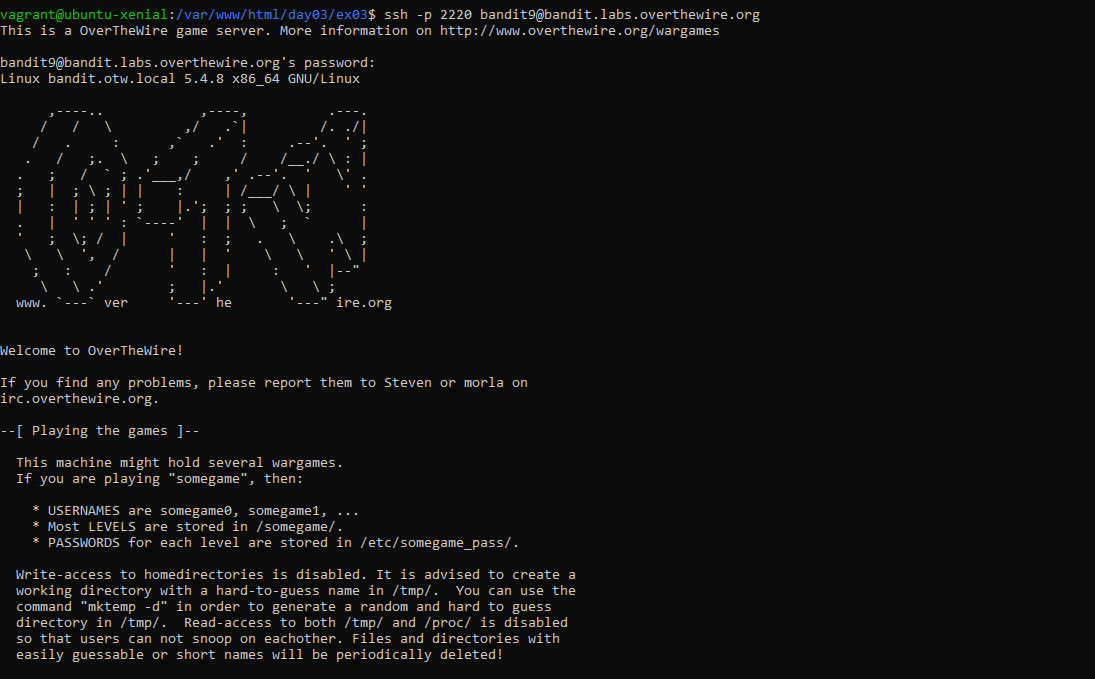 vagrant@ubuntu-xenial:/var/www/html/day03/ex03$ ssh -p 2220 bandit9@bandit.labs.overthewire.org
This is a OverTheWire game server. More information on http://www.overthewire.org/wargames
bandit9@bandit.labs.overthewire.org's password:
Linux bandit.otw.local 5.4.8 x86_64 GNU/Linux
www. `---` ver '---' he '---" ire.org
Welcome to OverTheWire!
If you find any problems, please report them to Steven or morla on
irc.overthewire.org.
--[ Playing the games ]--
This machine might hold several wargames.
If you are playing "somegame", then:
* USERNAMES are somegame0, somegame1, ...
* Most LEVELS are stored in /somegame/.
* PASSWORDS for each level are stored in /etc/somegame_pass/.
Write-access to homedirectories is disabled. It is advised to create a
working directory with a hard-to-guess name in /tmp/.  You can use the
command "mktemp -d" in order to generate a random and hard to guess
directory in /tmp/.  Read-access to both /tmp/ and /proc/ is disabled
so that users can not snoop on eachother. Files and directories with
easily guessable or short names will be periodically deleted!